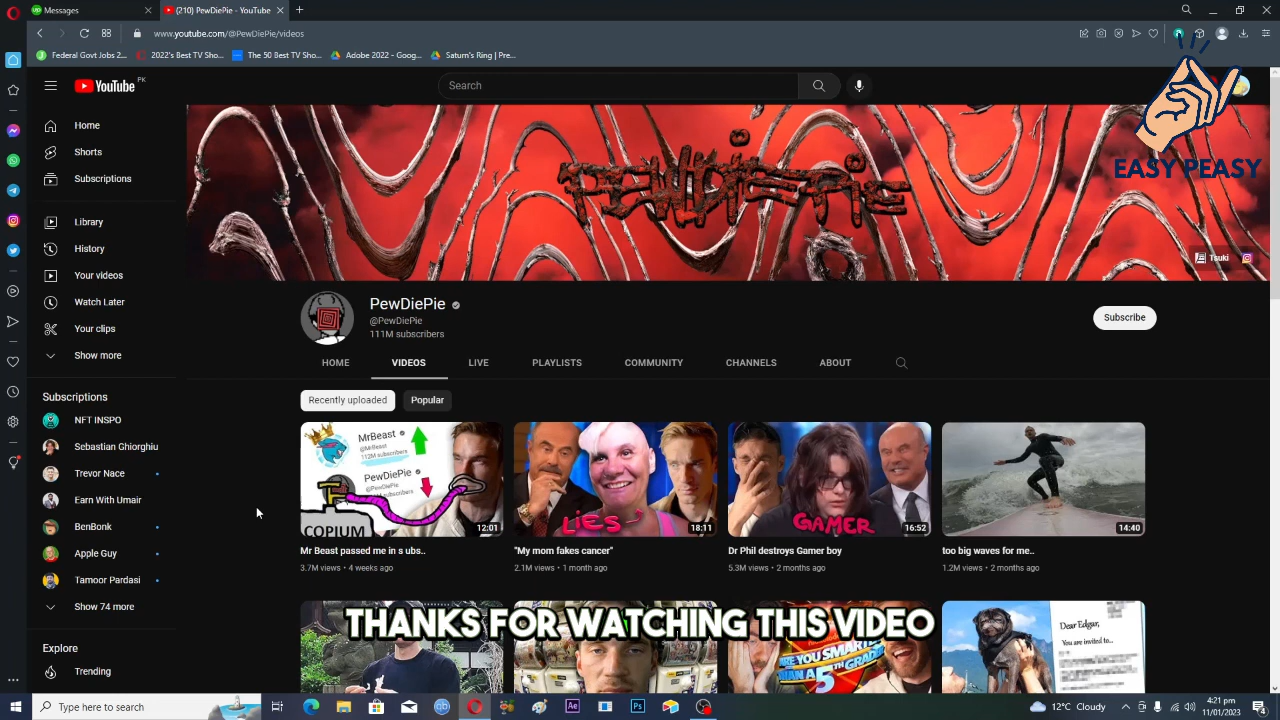 Messages
(210) PewDiePie - YouTube
www.youtube.com/@PewDiePie/videos
Federal Govt Jobs 2...
2022's Best TV Sho...
The 50 Best TV Sho...
Adobe 2022 - Goog...
Saturn's Ring | Pre...
YouTube PK
Search
EASY PEASY
Home
Shorts
Subscriptions
Library
History
Your videos
Watch Later
Your clips
Show more
Subscriptions
NFT INSPO
Sebastian Ghiorghiu
Trevor Nace
Earn With Umair
BenBonk
Apple Guy
Tamoor Pardasi
Show 74 more
Explore
Trending
PEWDIEPIE
Tsuki
PewDiePie
@PewDiePie
111M subscribers
Subscribe
HOME
VIDEOS
LIVE
PLAYLISTS
COMMUNITY
CHANNELS
ABOUT
Recently uploaded
Popular
MrBeast
@MrBeast
112M subscribers
PewDiePie
@PewDiePie
subscribers
COPIUM
12:01
LIES
18:11
GAMER
16:52
14:40
Mr Beast passed me in s ubs..
3.7M views • 4 weeks ago
"My mom fakes cancer"
2.1M views • 1 month ago
Dr Phil destroys Gamer boy
5.3M views • 2 months ago
too big waves for me..
1.2M views • 2 months ago
THANKS FOR WATCHING THIS VIDEO
ARE YOU SMARTER
THAN A 5TH GRADER
Dear Edgar,
You are invited to...
Type here to search
12°C Cloudy
4:21 pm
11/01/2023